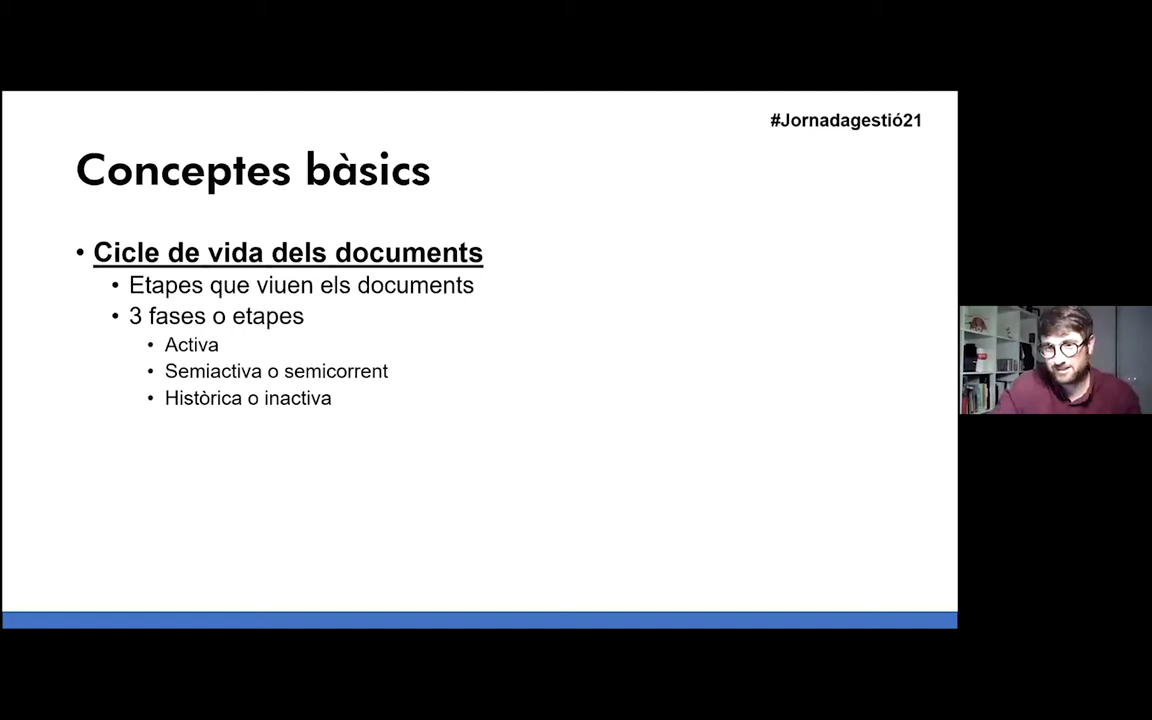 #Jornadagestió21
Conceptes bàsics
• Cicle de vida dels documents
• Etapes que viuen els documents
• 3 fases o etapes
• Activa
• Semiactiva o semicorrent
• Històrica o inactiva